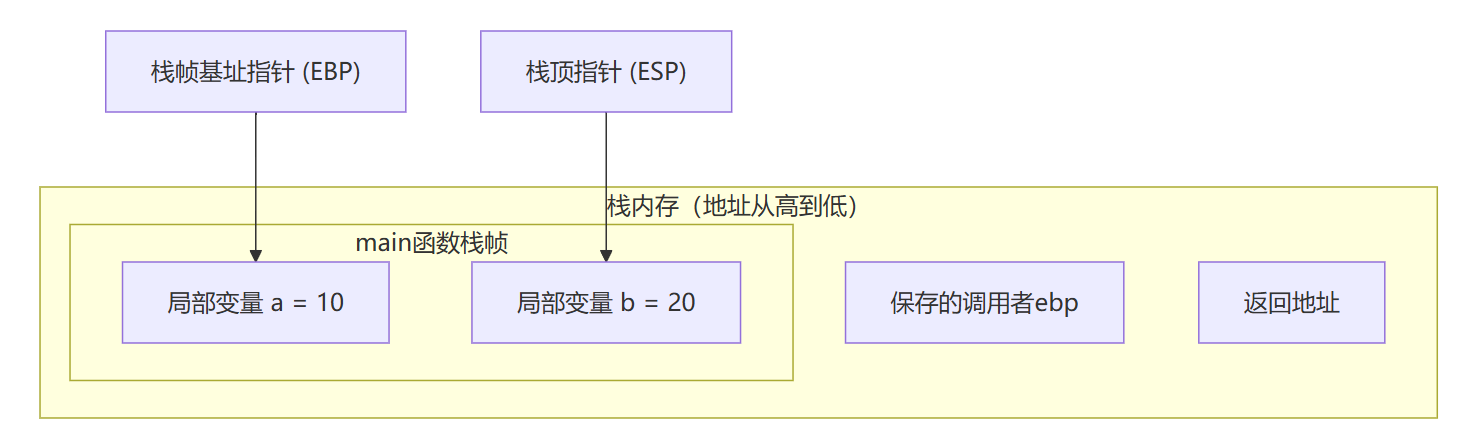 栈帧基址指针 (EBP)
栈顶指针 (ESP)
栈内存（地址从高到低）
main函数栈帧
局部变量 a = 10
局部变量 b = 20
保存的调用者ebp
返回地址